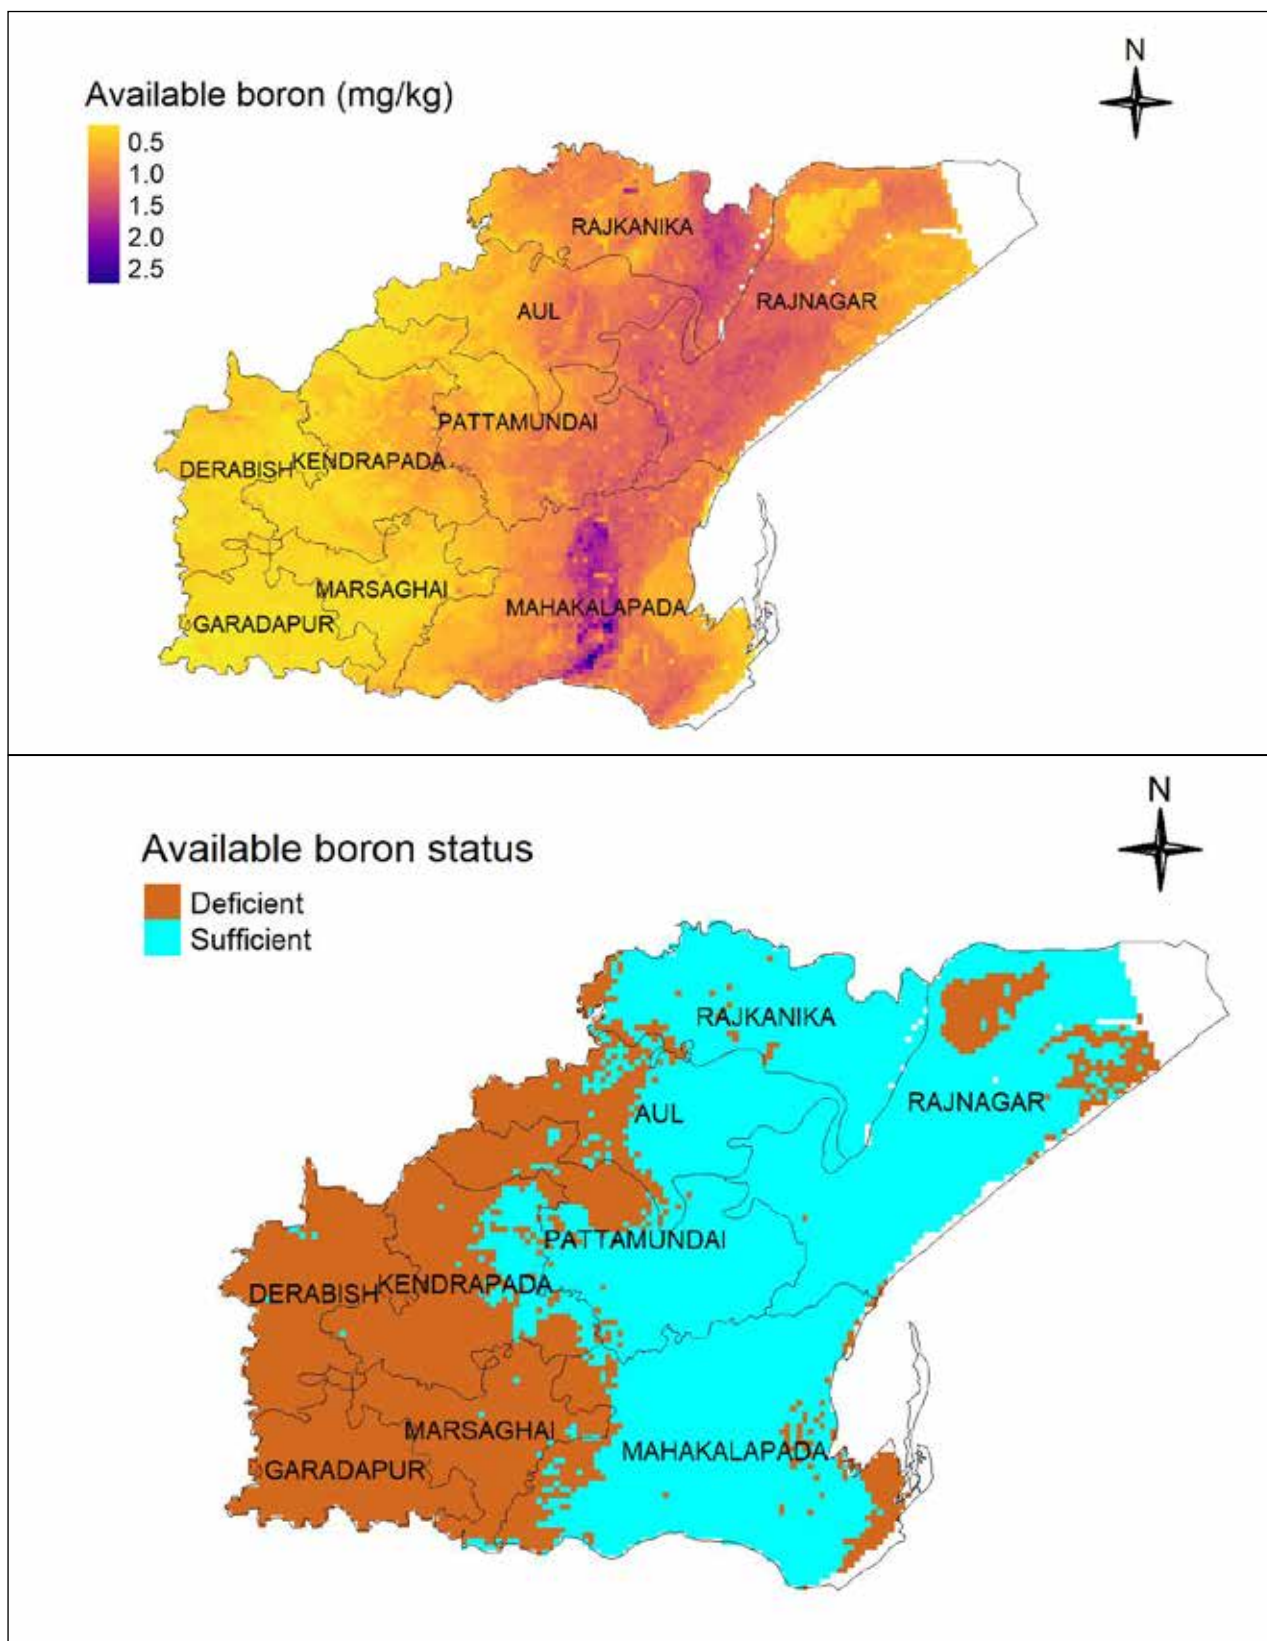 N
Available boron (mg/kg)
0.5
1.0
1.5
2.0
2.5
RAJKANIKA
RAJNAGAR
AUL
PATTAMUNDAI
DERABISH
KENDRAPADA
MARSAGHAI
MAHAKALAPADA
GARADAPUR
N
Available boron status
Deficient
Sufficient
RAJKANIKA
RAJNAGAR
AUL
PATTAMUNDAI
DERABISH
KENDRAPADA
MARSAGHAI
MAHAKALAPADA
GARADAPUR